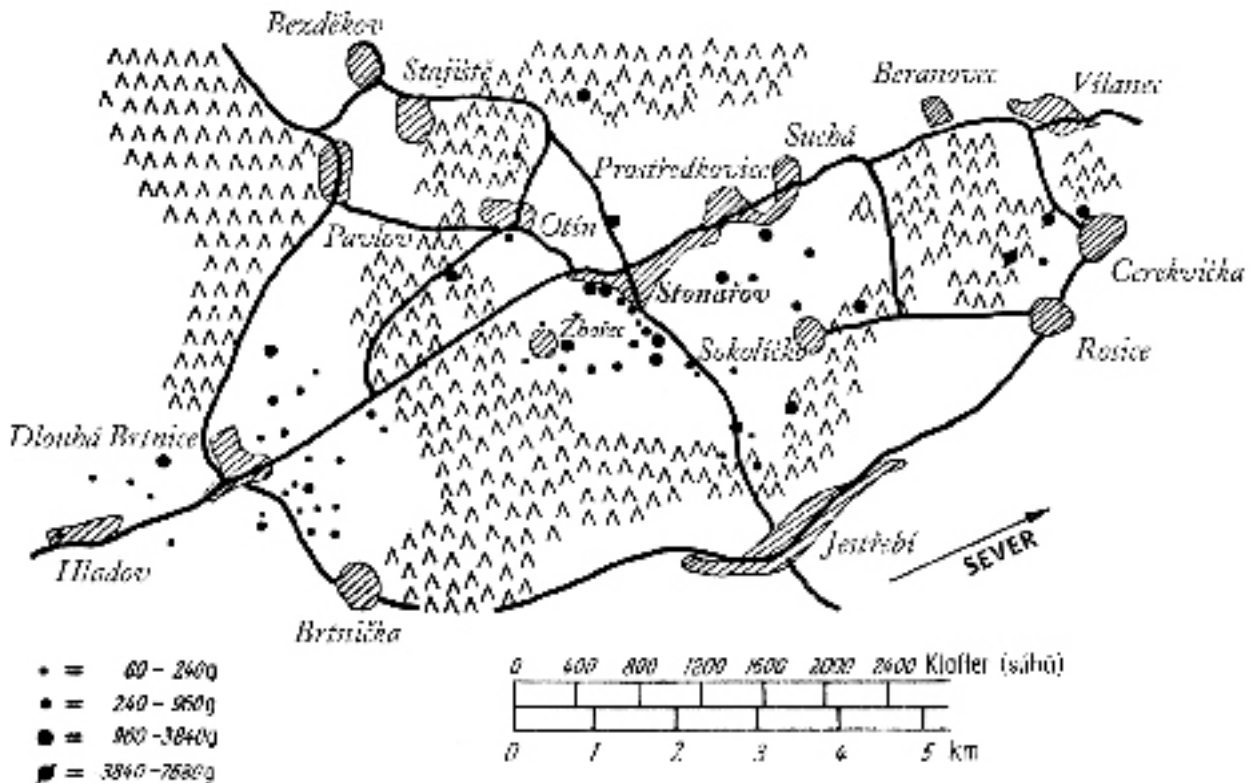 Bezděkov
Stajiště
Beranovec
Vílanec
Suchá
Prostředkovice
Otín
Pavlov
Stonařov
Cerekvička
Zbořec
Sokolíčko
Rosice
Dlouhá Brtnice
Jestřebí
SEVER
Hladov
Brtnička
• = 60 – 240g
• = 240 – 960g
• = 960 – 3840g
= 3840 – 7680g
0 400 800 1200 1600 2000 2400 Klafter (sáhů)
0 1 2 3 4 5 km